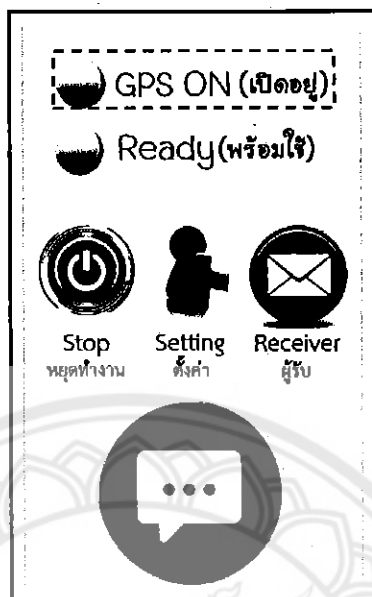 GPS ON (เปิดอยู่)
Ready (พร้อมใช้)
Stop Setting Receiver
หยุดทำงาน ตั้งค่า ผู้รับ